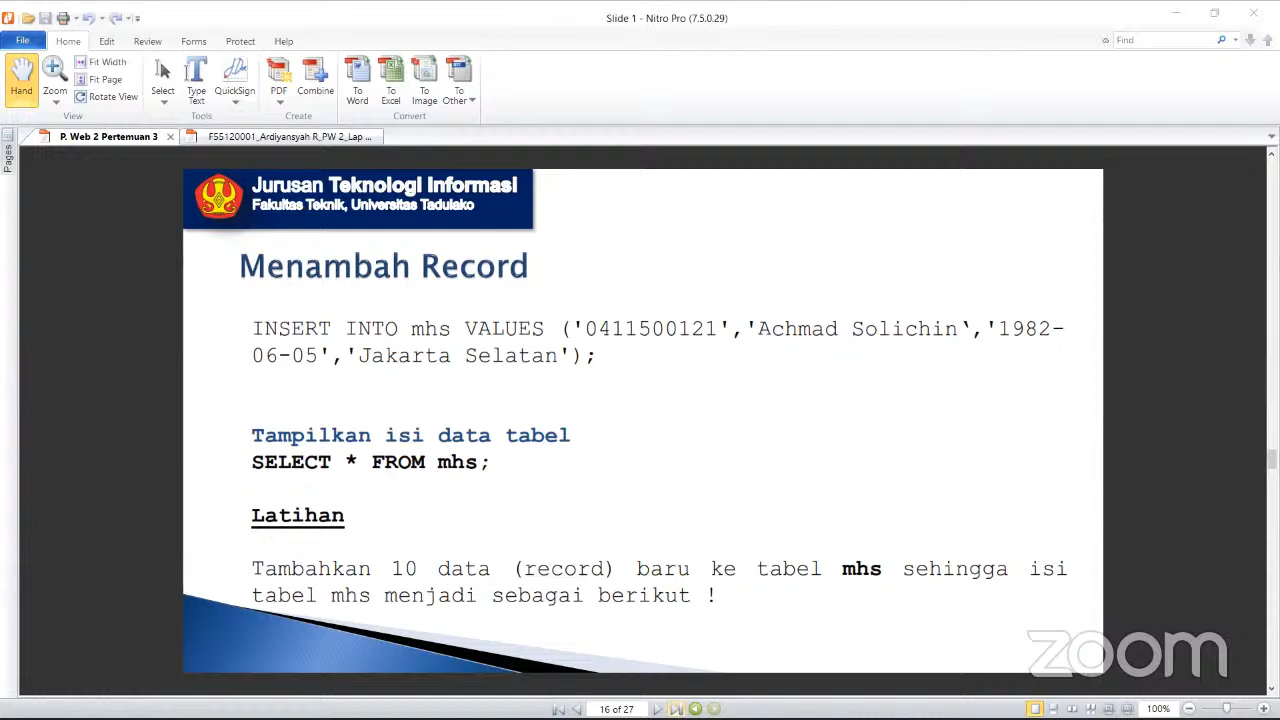 Slide 1 - Nitro Pro (7.5.0.29)
File Home Edit Review Forms Protect Help Find
Hand Zoom Fit Width Fit Page Rotate View Select Type Text QuickSign PDF Combine To Word To Excel To Image To Other
View Tools Create Convert
P. Web 2 Pertemuan 3 F55120001_Ardiyansyah R_PW 2_Lap ...
Pages
Jurusan Teknologi Informasi
Fakultas Teknik, Universitas Tadulako
Menambah Record
INSERT INTO mhs VALUES ('0411500121','Achmad Solichin‘,'1982-
06-05','Jakarta Selatan');
Tampilkan isi data tabel
SELECT * FROM mhs;
Latihan
Tambahkan 10 data (record) baru ke tabel mhs sehingga isi
tabel mhs menjadi sebagai berikut !
zoom
16 of 27 100%